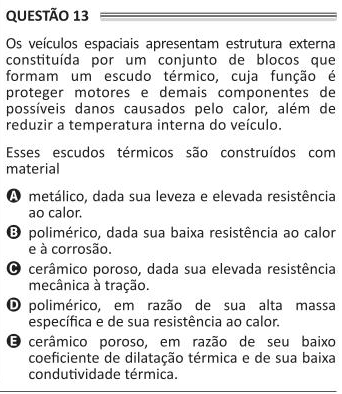 QUESTÃO 13
Os veículos espaciais apresentam estrutura externa
constituída por um conjunto de blocos que
formam um escudo térmico, cuja função é
proteger motores e demais componentes de
possíveis danos causados pelo calor, além de
reduzir a temperatura interna do veículo.
Esses escudos térmicos são construídos com
material
A metálico, dada sua leveza e elevada resistência
ao calor.
B polimérico, dada sua baixa resistência ao calor
e à corrosão.
C cerâmico poroso, dada sua elevada resistência
mecânica à tração.
D polimérico, em razão de sua alta massa
específica e de sua resistência ao calor.
E cerâmico poroso, em razão de seu baixo
coeficiente de dilatação térmica e de sua baixa
condutividade térmica.